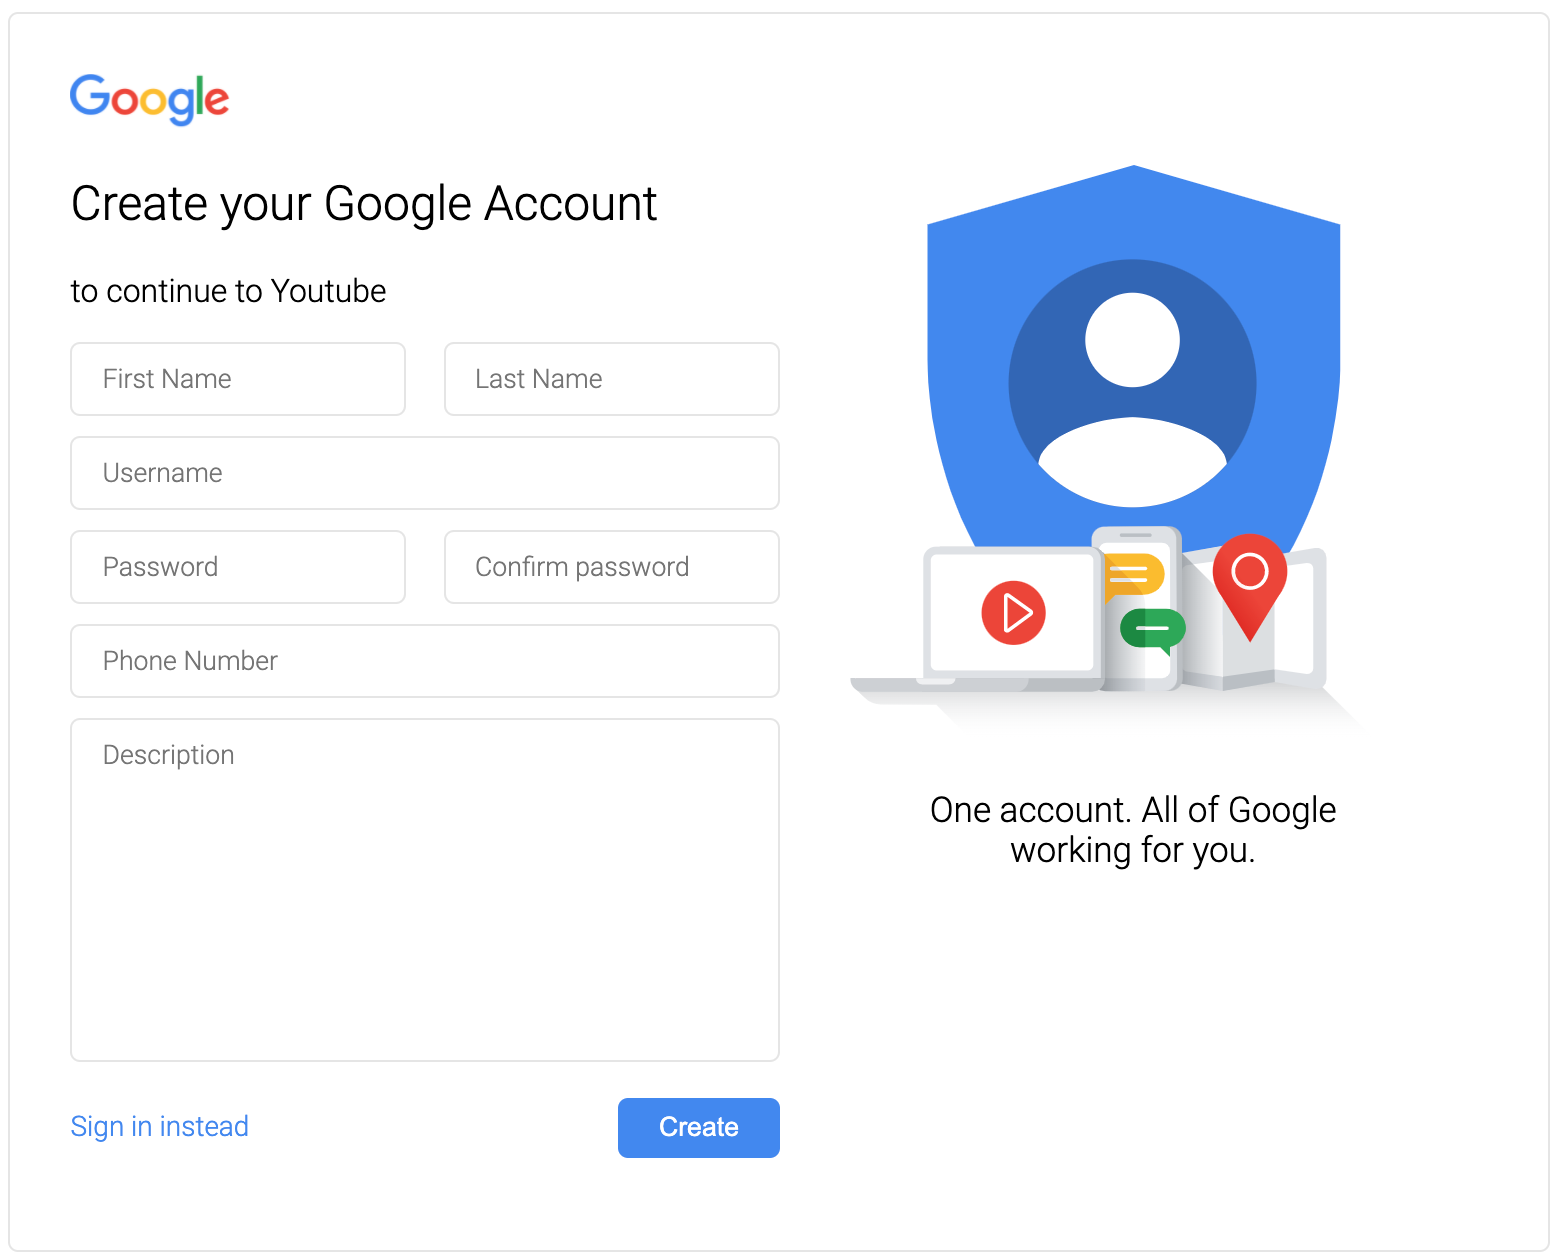 Google
Create your Google Account
to continue to Youtube
First Name
Last Name
Username
Password
Confirm password
Phone Number
Description
Sign in instead
Create
One account. All of Google
working for you.